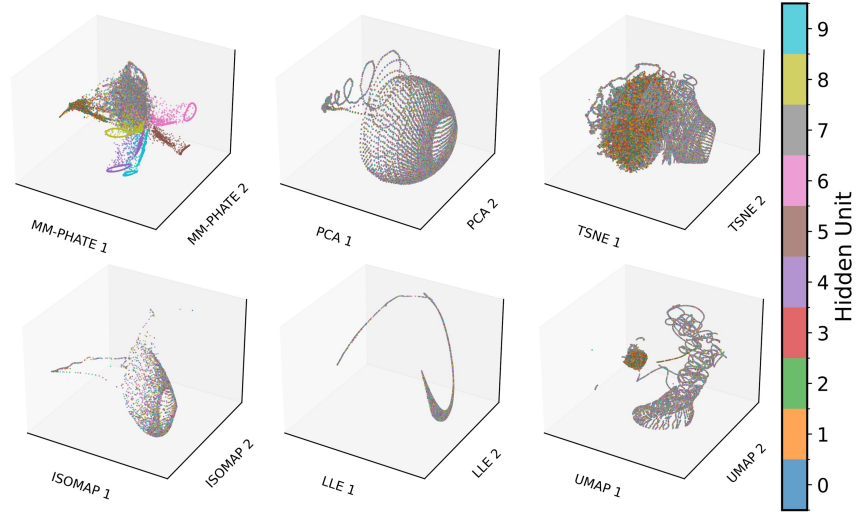 MM-PHATE 1
MM-PHATE 2
PCA 1
PCA 2
TSNE 1
TSNE 2
ISOMAP 1
ISOMAP 2
LLE 1
LLE 2
UMAP 1
UMAP 2
9
8
7
6
5
4
3
2
1
0
Hidden Unit